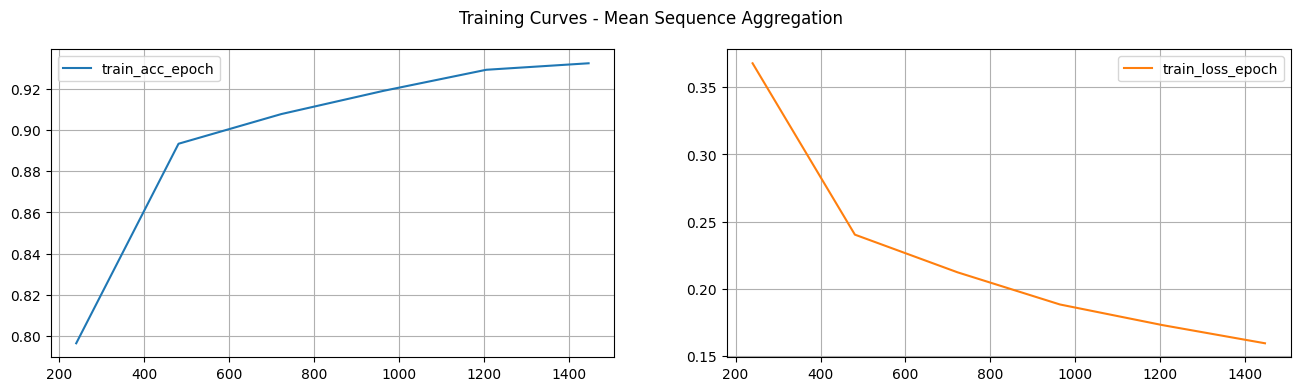 Training Curves - Mean Sequence Aggregation
train_acc_epoch
0.92
0.90
0.88
0.86
0.84
0.82
0.80
200 400 600 800 1000 1200 1400
train_loss_epoch
0.35
0.30
0.25
0.20
0.15
200 400 600 800 1000 1200 1400